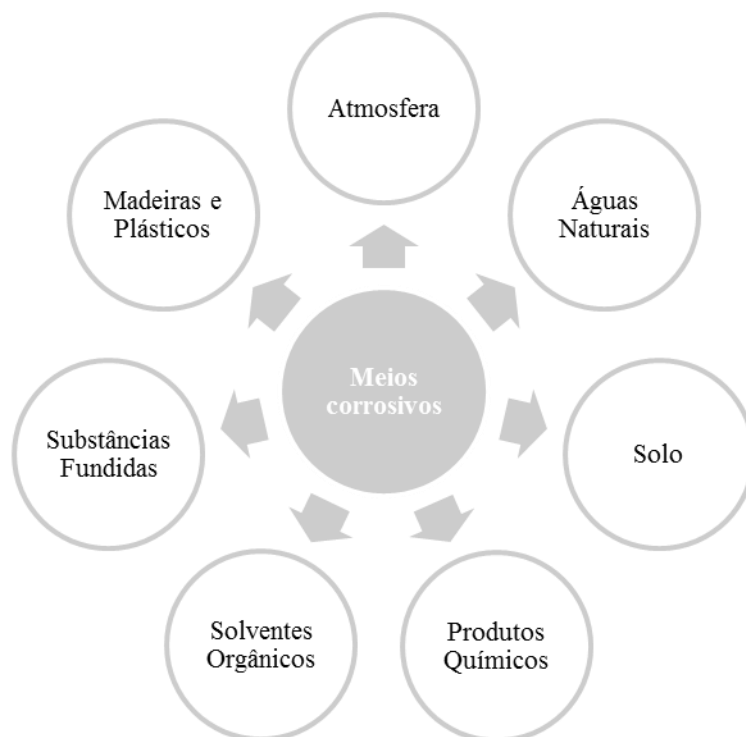 Atmosfera
Águas
Naturais
Solo
Produtos
Químicos
Solventes
Orgânicos
Substâncias
Fundidas
Madeiras e
Plásticos
Meios
corrosivos